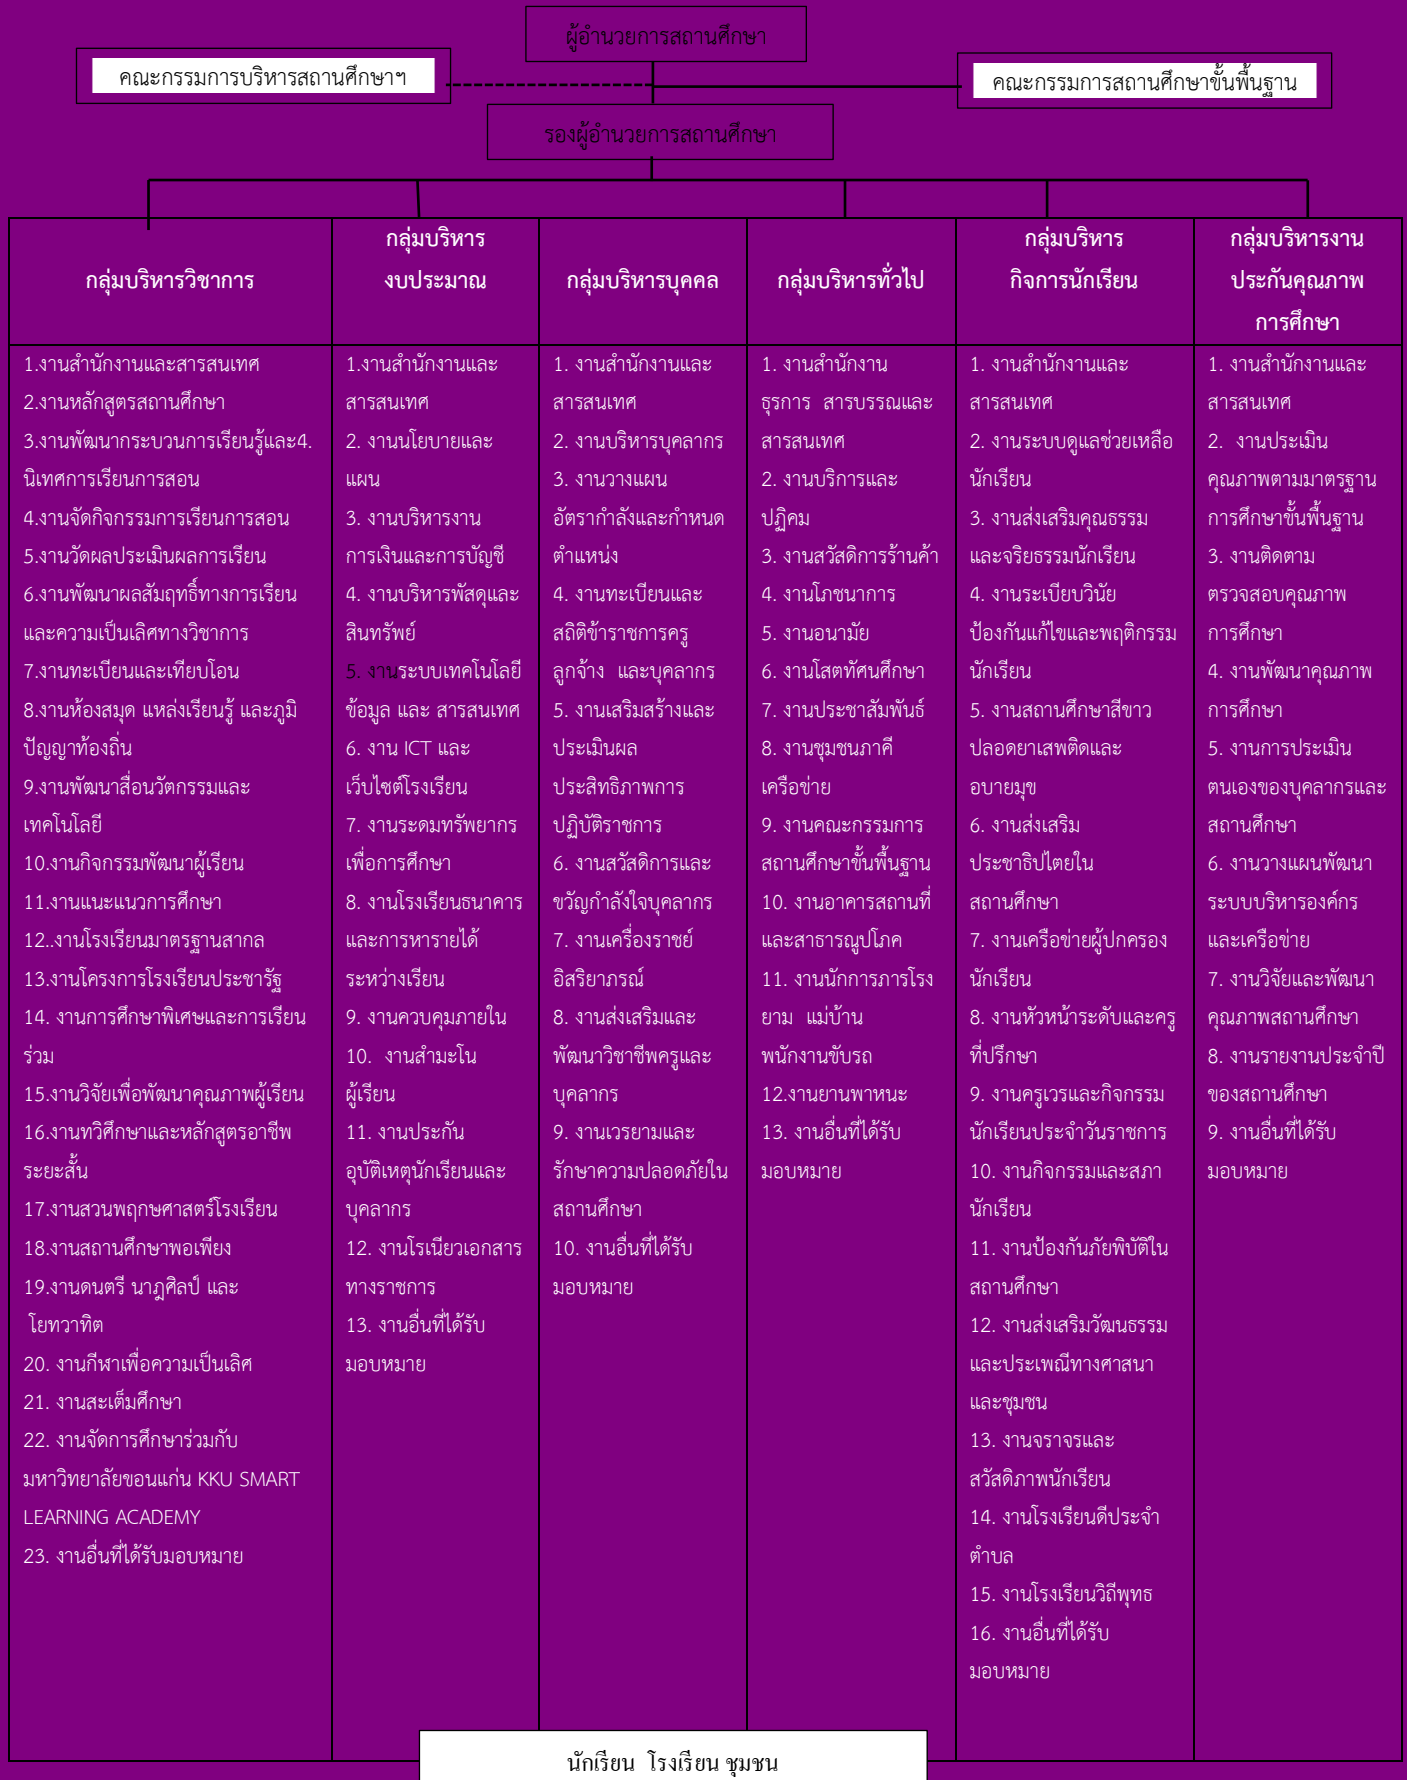 ผู้อำนวยการสถานศึกษา
คณะกรรมการบริหารสถานศึกษาฯ
คณะกรรมการสถานศึกษาขั้นพื้นฐาน
รองผู้อำนวยการสถานศึกษา
กลุ่มบริหารวิชาการ
1.งานสำนักงานและสารสนเทศ
2.งานหลักสูตรสถานศึกษา
3.งานพัฒนากระบวนการเรียนรู้และ4.
นิเทศการเรียนการสอน
4.งานจัดกิจกรรมการเรียนการสอน
5.งานวัดผลประเมินผลการเรียน
6.งานพัฒนาผลสัมฤทธิ์ทางการเรียน
และความเป็นเลิศทางวิชาการ
7.งานทะเบียนและเทียบโอน
8.งานห้องสมุด แหล่งเรียนรู้ และภูมิ
ปัญญาท้องถิ่น
9.งานพัฒนาสื่อนวัตกรรมและ
เทคโนโลยี
10.งานกิจกรรมพัฒนาผู้เรียน
11.งานแนะแนวการศึกษา
12..งานโรงเรียนมาตรฐานสากล
13.งานโครงการโรงเรียนประชารัฐ
14. งานการศึกษาพิเศษและการเรียน
ร่วม
15.งานวิจัยเพื่อพัฒนาคุณภาพผู้เรียน
16.งานทวิศึกษาและหลักสูตรอาชีพ
ระยะสั้น
17.งานสวนพฤกษศาสตร์โรงเรียน
18.งานสถานศึกษาพอเพียง
19.งานดนตรี นาฎศิลป์ และ
โยทวาทิต
20. งานกีฬาเพื่อความเป็นเลิศ
21. งานสะเต็มศึกษา
22. งานจัดการศึกษาร่วมกับ
มหาวิทยาลัยขอนแก่น KKU SMART
LEARNING ACADEMY
23. งานอื่นที่ได้รับมอบหมาย
กลุ่มบริหาร
งบประมาณ
1.งานสำนักงานและ
สารสนเทศ
2. งานนโยบายและ
แผน
3. งานบริหารงาน
การเงินและการบัญชี
4. งานบริหารพัสดุและ
สินทรัพย์
5. งานระบบเทคโนโลยี
ข้อมูล และ สารสนเทศ
6. งาน ICT และ
เว็บไซต์โรงเรียน
7. งานระดมทรัพยากร
เพื่อการศึกษา
8. งานโรงเรียนธนาคาร
และการหารายได้
ระหว่างเรียน
9. งานควบคุมภายใน
10. งานสำมะโน
ผู้เรียน
11. งานประกัน
อุบัติเหตุนักเรียนและ
บุคลากร
12. งานโรเนียวเอกสาร
ทางราชการ
13. งานอื่นที่ได้รับ
มอบหมาย
กลุ่มบริหารบุคคล
1. งานสำนักงานและ
สารสนเทศ
2. งานบริหารบุคลากร
3. งานวางแผน
อัตรากำลังและกำหนด
ตำแหน่ง
4. งานทะเบียนและ
สถิติข้าราชการครู
ลูกจ้าง และบุคลากร
5. งานเสริมสร้างและ
ประเมินผล
ประสิทธิภาพการ
ปฏิบัติราชการ
6. งานสวัสดิการและ
ขวัญกำลังใจบุคลากร
7. งานเครื่องราชย์
อิสริยาภรณ์
8. งานส่งเสริมและ
พัฒนาวิชาชีพครูและ
บุคลากร
9. งานเวรยามและ
รักษาความปลอดภัยใน
สถานศึกษา
10. งานอื่นที่ได้รับ
มอบหมาย
กลุ่มบริหารทั่วไป
1. งานสำนักงาน
ธุรการ สารบรรณและ
สารสนเทศ
2. งานบริการและ
ปฏิคม
3. งานสวัสดิการร้านค้า
4. งานโภชนาการ
5. งานอนามัย
6. งานโสตทัศนศึกษา
7. งานประชาสัมพันธ์
8. งานชุมชนภาคี
เครือข่าย
9. งานคณะกรรมการ
สถานศึกษาขั้นพื้นฐาน
10. งานอาคารสถานที่
และสาธารณูปโภค
11. งานนักการภารโรง
ยาม แม่บ้าน
พนักงานขับรถ
12.งานยานพาหนะ
13. งานอื่นที่ได้รับ
มอบหมาย
กลุ่มบริหาร
กิจการนักเรียน
1. งานสำนักงานและ
สารสนเทศ
2. งานระบบดูแลช่วยเหลือ
นักเรียน
3. งานส่งเสริมคุณธรรม
และจริยธรรมนักเรียน
4. งานระเบียบวินัย
ป้องกันแก้ไขและพฤติกรรม
นักเรียน
5. งานสถานศึกษาสีขาว
ปลอดยาเสพติดและ
อบายมุข
6. งานส่งเสริม
ประชาธิปไตยใน
สถานศึกษา
7. งานเครือข่ายผู้ปกครอง
นักเรียน
8. งานหัวหน้าระดับและครู
ที่ปรึกษา
9. งานครูเวรและกิจกรรม
นักเรียนประจำวันราชการ
10. งานกิจกรรมและสภา
นักเรียน
11. งานป้องกันภัยพิบัติใน
สถานศึกษา
12. งานส่งเสริมวัฒนธรรม
และประเพณีทางศาสนา
และชุมชน
13. งานจราจรและ
สวัสดิภาพนักเรียน
14. งานโรงเรียนดีประจำ
ตำบล
15. งานโรงเรียนวิถีพุทธ
16. งานอื่นที่ได้รับ
มอบหมาย
กลุ่มบริหารงาน
ประกันคุณภาพ
การศึกษา
1. งานสำนักงานและ
สารสนเทศ
2. งานประเมิน
คุณภาพตามมาตรฐาน
การศึกษาขั้นพื้นฐาน
3. งานติดตาม
ตรวจสอบคุณภาพ
การศึกษา
4. งานพัฒนาคุณภาพ
การศึกษา
5. งานการประเมิน
ตนเองของบุคลากรและ
สถานศึกษา
6. งานวางแผนพัฒนา
ระบบบริหารองค์กร
และเครือข่าย
7. งานวิจัยและพัฒนา
คุณภาพสถานศึกษา
8. งานรายงานประจำปี
ของสถานศึกษา
9. งานอื่นที่ได้รับ
มอบหมาย
นักเรียน โรงเรียน ชุมชน